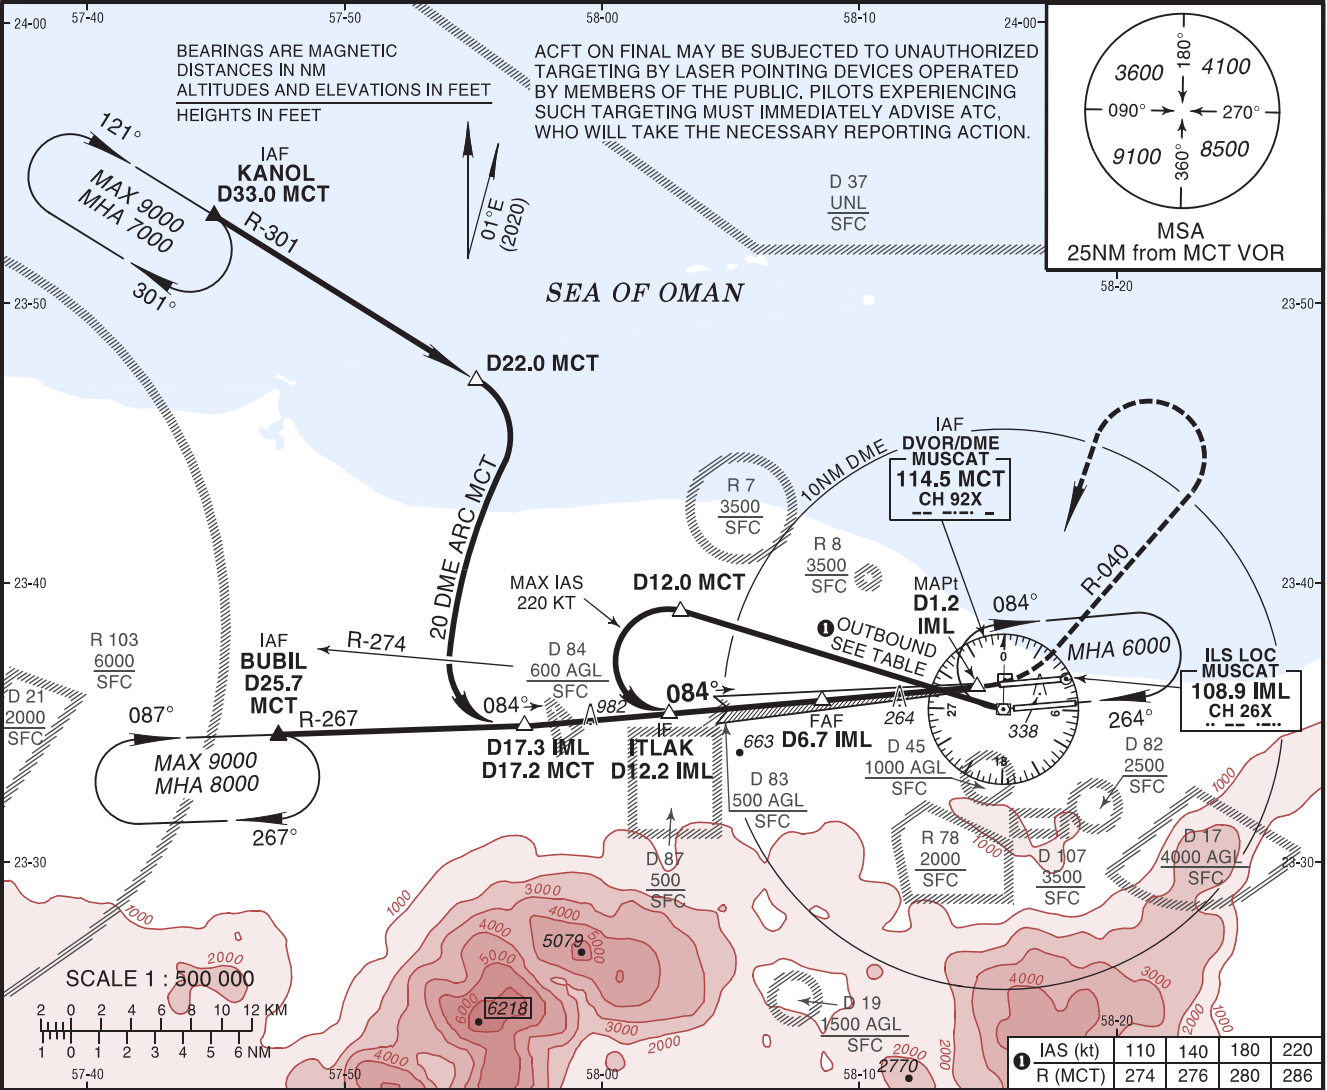 57-40
57-50
58-00
58-10
24-00
24-00
BEARINGS ARE MAGNETIC
DISTANCES IN NM
ALTITUDES AND ELEVATIONS IN FEET
HEIGHTS IN FEET
ACFT ON FINAL MAY BE SUBJECTED TO UNAUTHORIZED
TARGETING BY LASER POINTING DEVICES OPERATED
BY MEMBERS OF THE PUBLIC. PILOTS EXPERIENCING
SUCH TARGETING MUST IMMEDIATELY ADVISE ATC,
WHO WILL TAKE THE NECESSARY REPORTING ACTION.
180°
3600
4100
090°
270°
9100
8500
360°
MSA
25NM from MCT VOR
58-20
121°
IAF
KANOL
D33.0 MCT
MAX 9000
MHA 7000
R-301
301°
01°E
(2020)
D 37
UNL
SFC
SEA OF OMAN
23-50
23-50
D22.0 MCT
20 DME ARC MCT
IAF
DVOR/DME
MUSCAT
114.5 MCT
CH 92X
10NM DME
R 7
3500
SFC
R 8
3500
SFC
R-040
23-40
23-40
MAX IAS
220 KT
D12.0 MCT
MAPt
D1.2
IML
084°
MHA 6000
264°
1 OUTBOUND
SEE TABLE
ILS LOC
MUSCAT
108.9 IML
CH 26X
R 103
6000
SFC
D 21
2000
SFC
IAF
BUBIL
D25.7
MCT
R-274
D 84
600 AGL
SFC
087°
R-267
MAX 9000
MHA 8000
267°
084°
982
084°
D17.3 IML
D17.2 MCT
IF
ITLAK
D12.2 IML
FAF
D6.7 IML
264
663
0
9
18
27
338
D 45
1000 AGL
SFC
D 82
2500
SFC
D 83
500 AGL
SFC
D 87
500
SFC
R 78
2000
SFC
D 107
3500
SFC
D 17
4000 AGL
SFC
23-30
23-30
1000
1000
1000
1000
2000
3000
4000
4000
5000
5000
6000
5079
6218
3000
2000
4000
D 19
1500 AGL
SFC
2000
2770
4000
3000
2000
1000
58-20
SCALE 1 : 500 000
2 0 2 4 6 8 10 12 KM
1 0 1 2 3 4 5 6 NM
57-40
57-50
58-00
58-10
1 IAS (kt) 110 140 180 220
R (MCT) 274 276 280 286